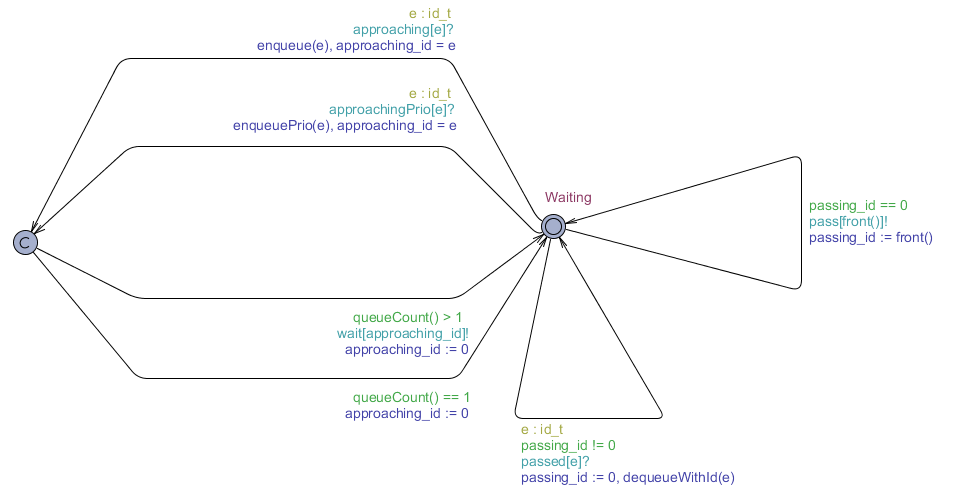 e : id_t
approaching[e]?
enqueue(e), approaching_id = e
e : id_t
approachingPrio[e]?
enqueuePrio(e), approaching_id = e
Waiting
passing_id == 0
pass[front()]!
passing_id := front()
C
queueCount() > 1
wait[approaching_id]!
approaching_id := 0
queueCount() == 1
approaching_id := 0
e : id_t
passing_id != 0
passed[e]?
passing_id := 0, dequeueWithId(e)